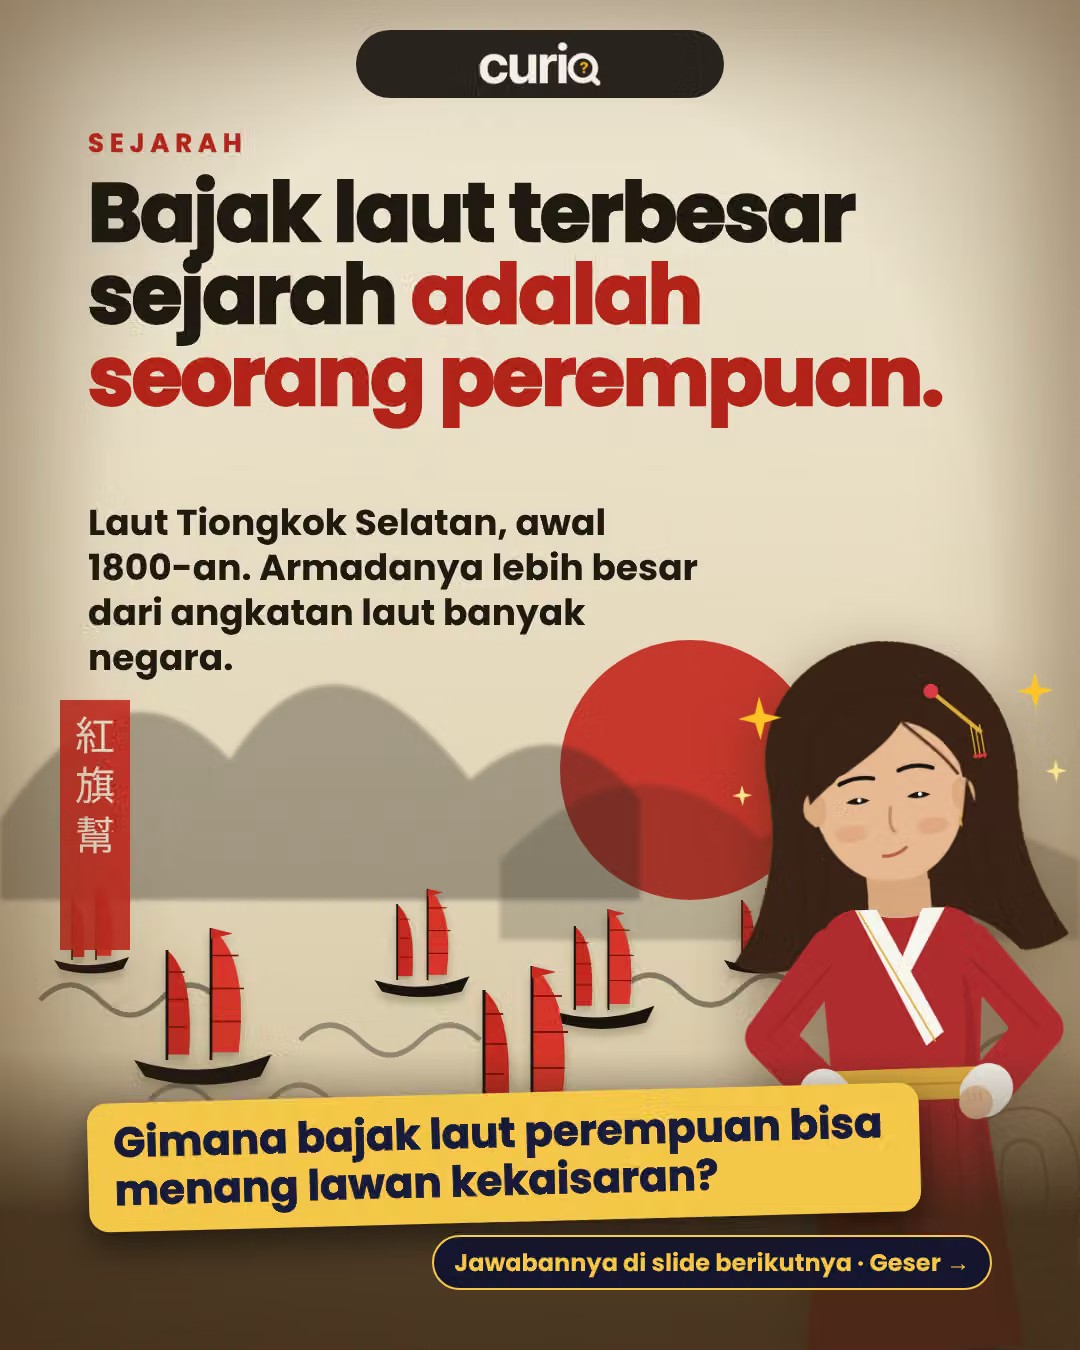 curio
SEJARAH
Bajak laut terbesar
sejarah adalah
seorang perempuan.
Laut Tiongkok Selatan, awal
1800-an. Armadanya lebih besar
dari angkatan laut banyak
negara.
紅旗幫
Gimana bajak laut perempuan bisa
menang lawan kekaisaran?
Jawabannya di slide berikutnya · Geser →